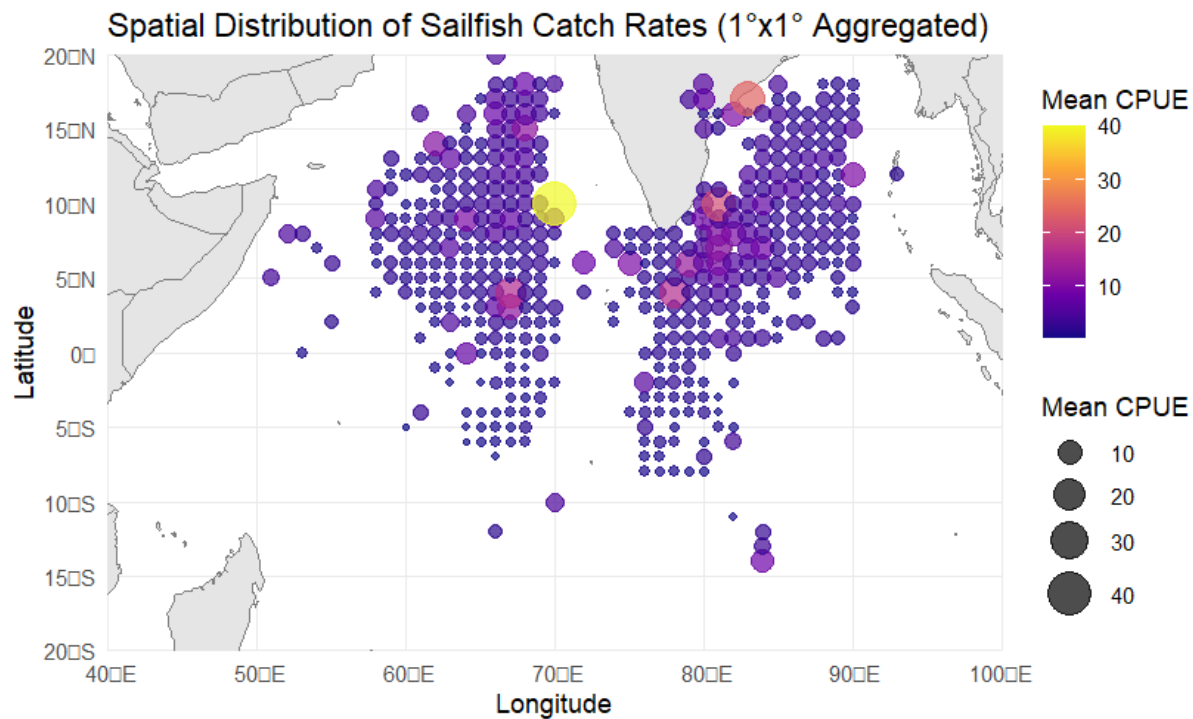 Spatial Distribution of Sailfish Catch Rates (1°x1° Aggregated)
20□N
15□N
10□N
5□N
0□
5□S
10□S
15□S
20□S
Latitude
40□E
50□E
60□E
70□E
80□E
90□E
100□E
Longitude
Mean CPUE
40
30
20
10
Mean CPUE
10
20
30
40